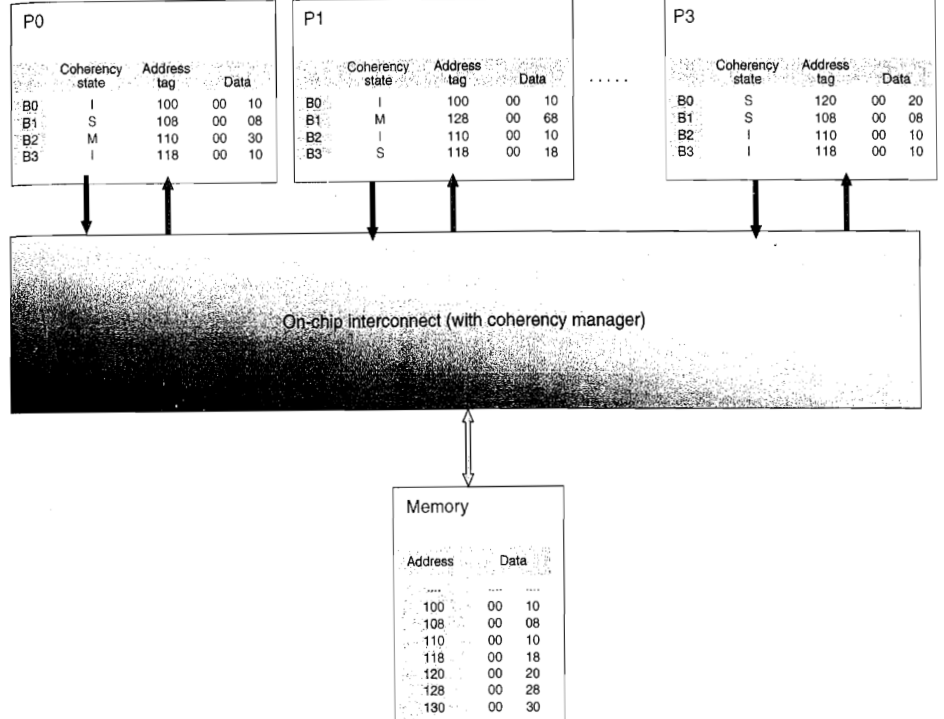 P0
Coherency state Address tag Data
B0 I 100 00 10
B1 S 108 00 08
B2 M 110 00 30
B3 I 118 00 10
P1
Coherency state Address tag Data
B0 I 100 00 10
B1 M 128 00 68
B2 I 110 00 10
B3 S 118 00 18
.....
P3
Coherency state Address tag Data
B0 S 120 00 20
B1 S 108 00 08
B2 I 110 00 10
B3 I 118 00 10
On-chip interconnect (with coherency manager)
Memory
Address Data
.... .... ....
100 00 10
108 00 08
110 00 10
118 00 18
120 00 20
128 00 28
130 00 30